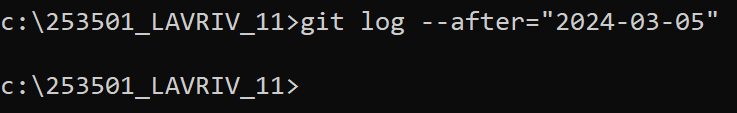 c:\253501_LAVRIV_11>git log --after="2024-03-05"
c:\253501_LAVRIV_11>